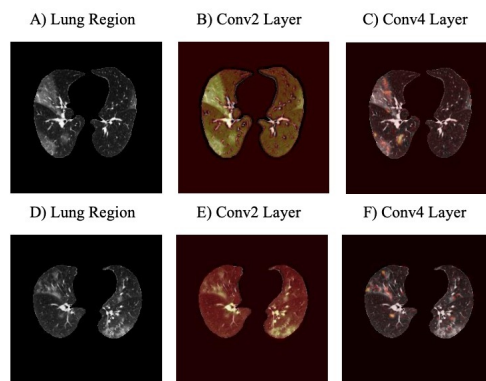 A) Lung Region B) Conv2 Layer C) Conv4 Layer
D) Lung Region E) Conv2 Layer F) Conv4 Layer